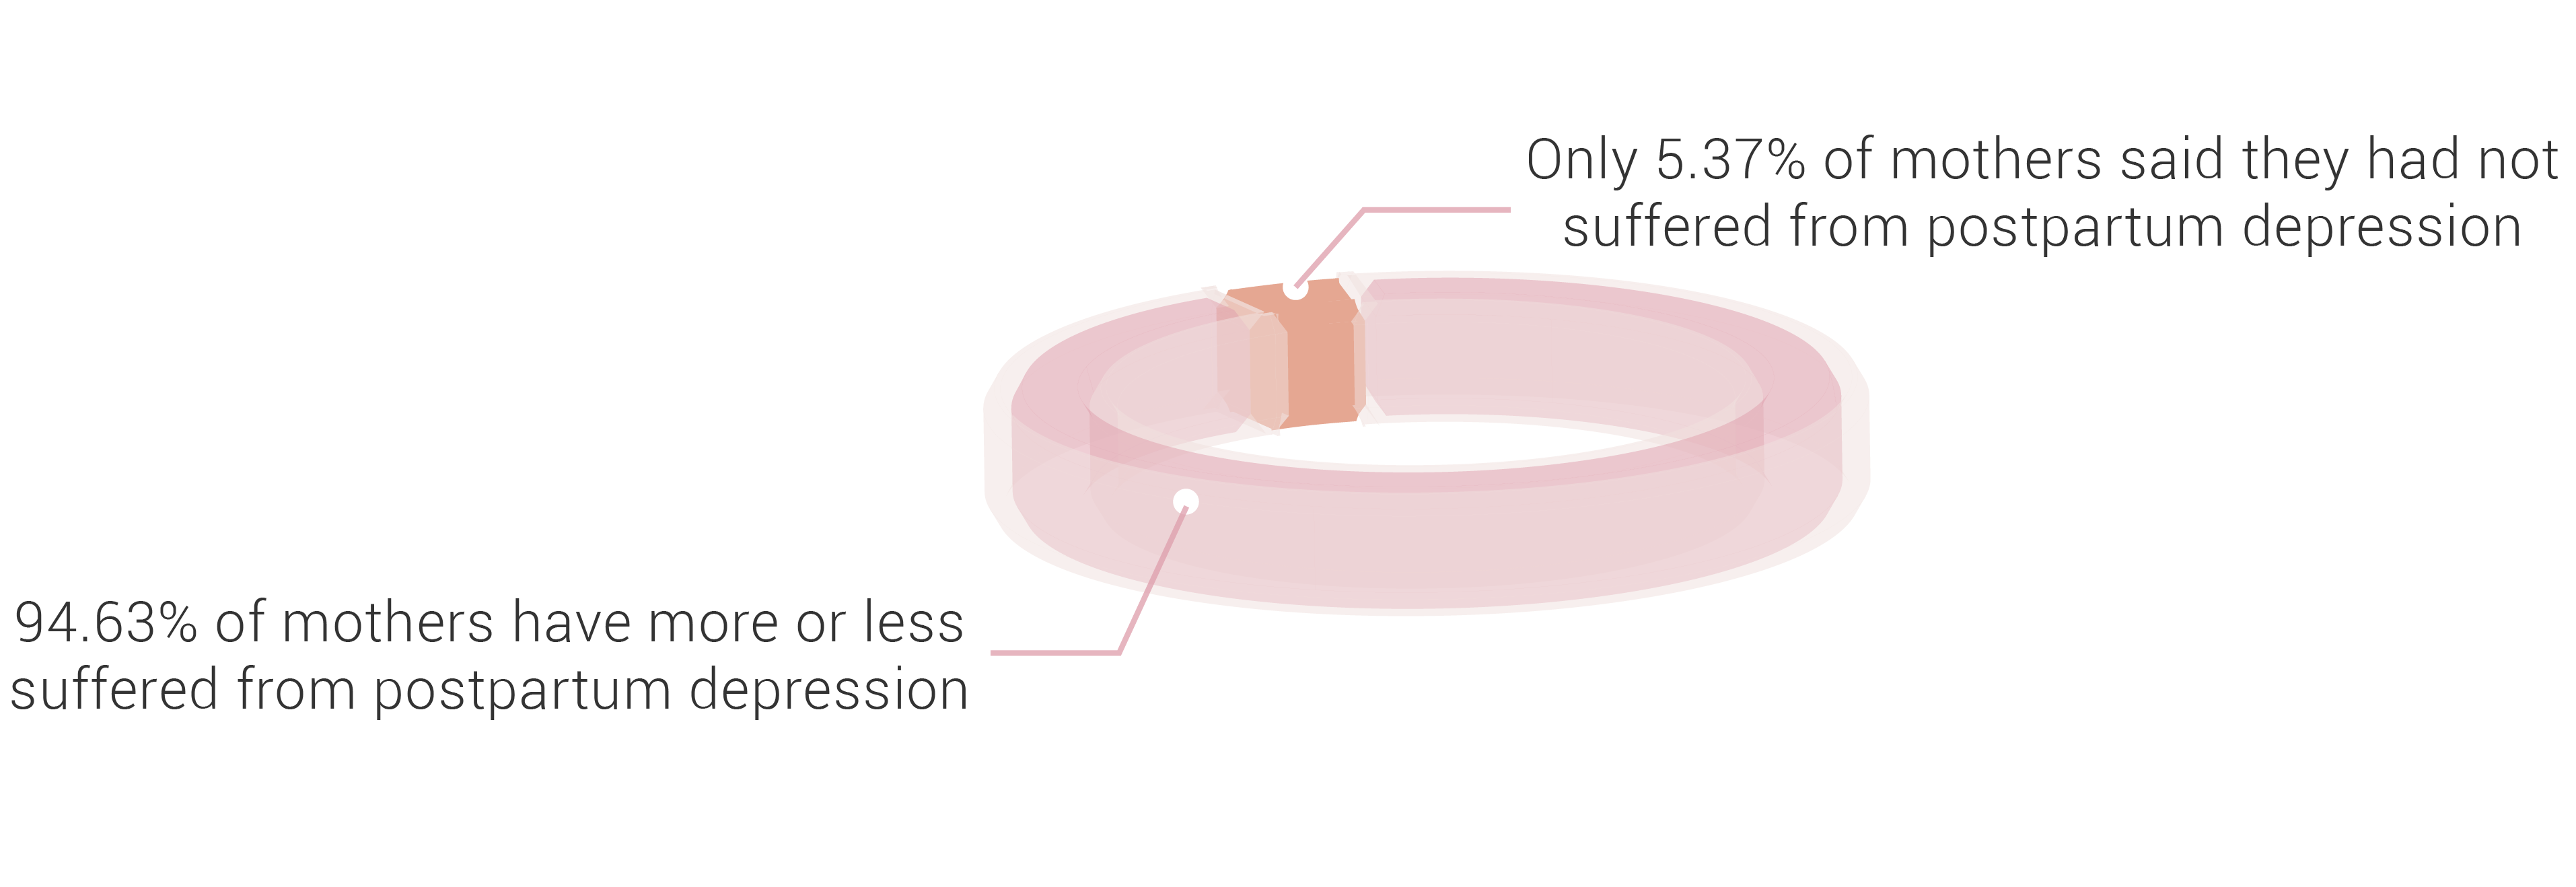 Only 5.37% of mothers said they had not
suffered from postpartum depression
94.63% of mothers have more or less
suffered from postpartum depression